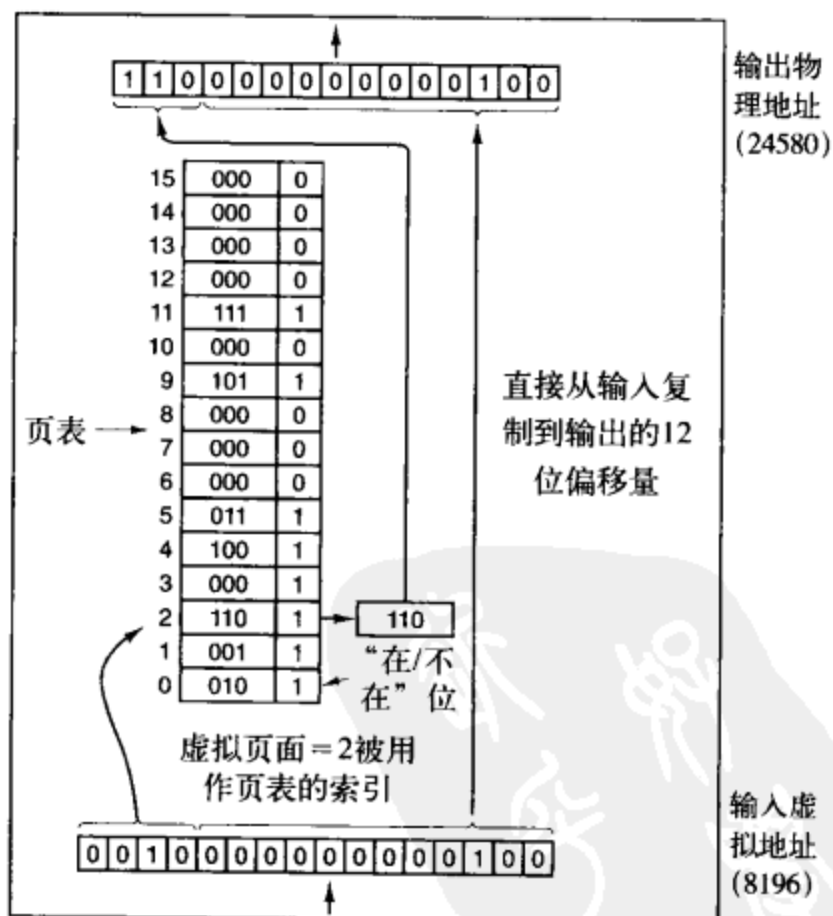 1 1 0 0 0 0 0 0 0 0 0 0 1 0 0
输出物
理地址
(24580)
15 000 0
14 000 0
13 000 0
12 000 0
11 111 1
10 000 0
9 101 1
8 000 0
7 000 0
6 000 0
5 011 1
4 100 1
3 000 1
2 110 1
1 001 1
0 010 1
页表
110
“在/不
在”位
直接从输入复
制到输出的12
位偏移量
虚拟页面=2被用
作页表的索引
0 0 1 0 0 0 0 0 0 0 0 0 0 1 0 0
输入虚
拟地址
(8196)